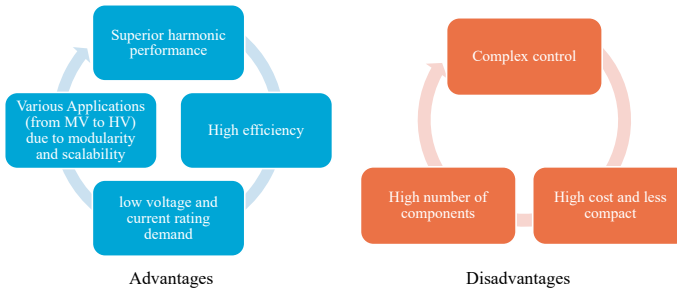 Superior harmonic
performance
High efficiency
low voltage and
current rating
demand
Various Applications
(from MV to HV)
due to modularity
and scalability
Advantages
Complex control
High cost and less
compact
High number of
components
Disadvantages